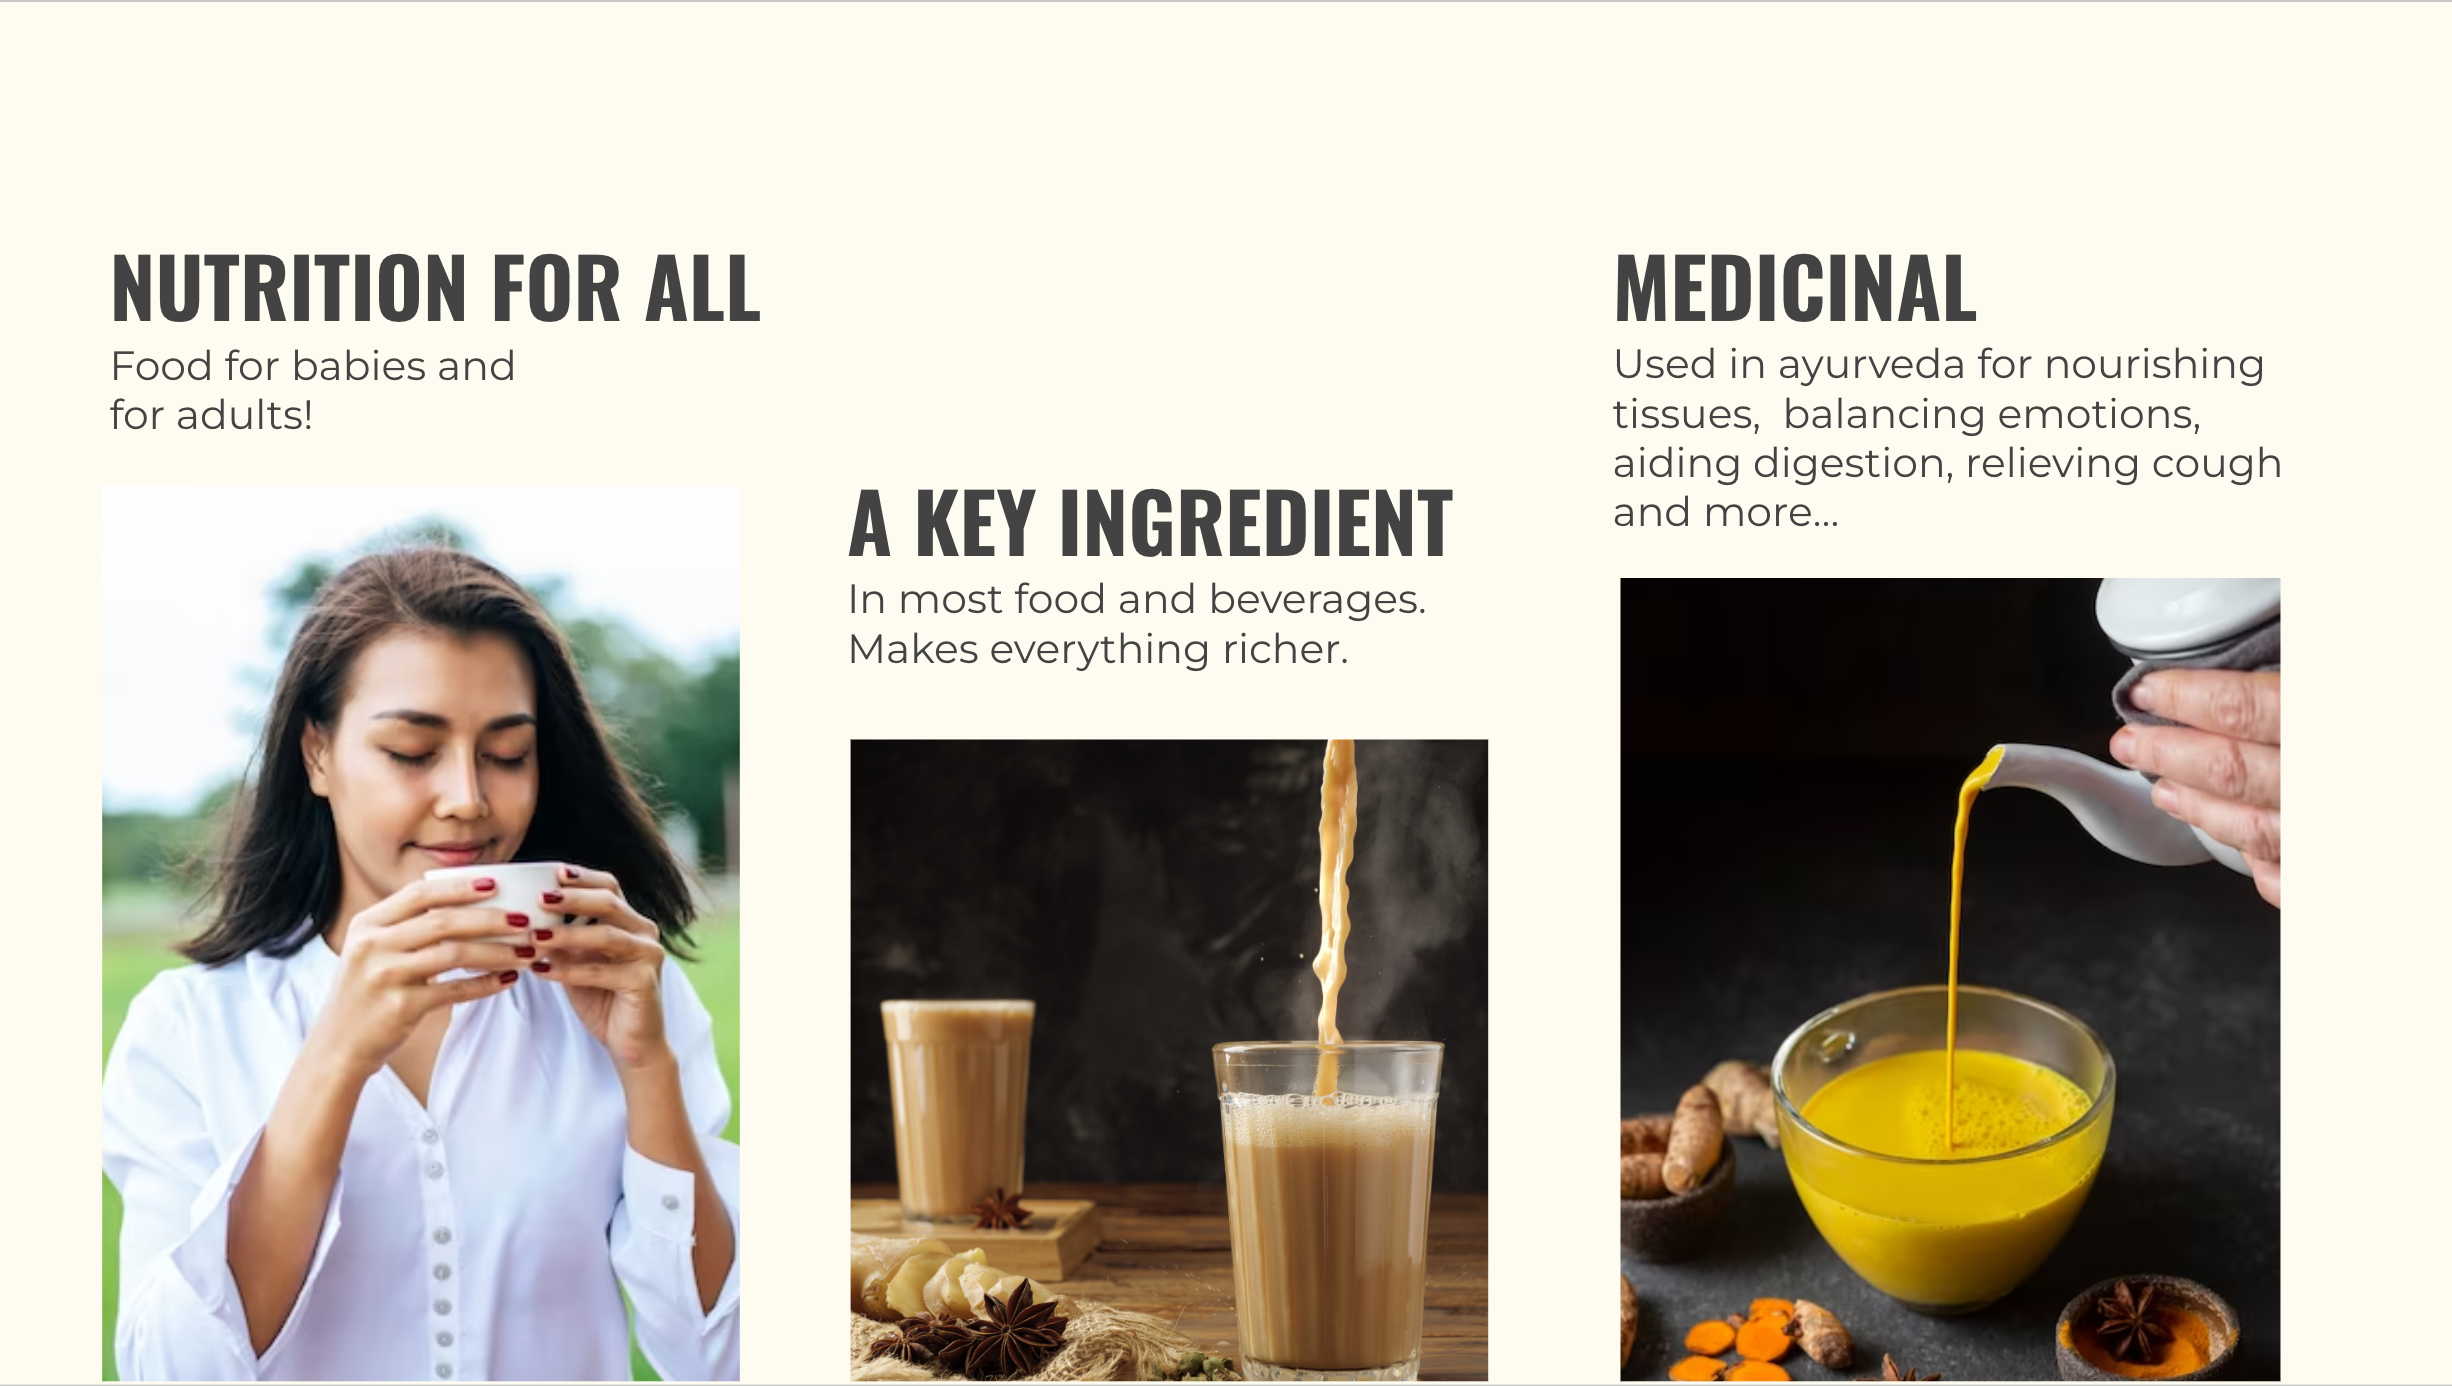 NUTRITION FOR ALL
Food for babies and
for adults!
A KEY INGREDIENT
In most food and beverages.
Makes everything richer.
MEDICINAL
Used in ayurveda for nourishing
tissues,  balancing emotions,
aiding digestion, relieving cough
and more...